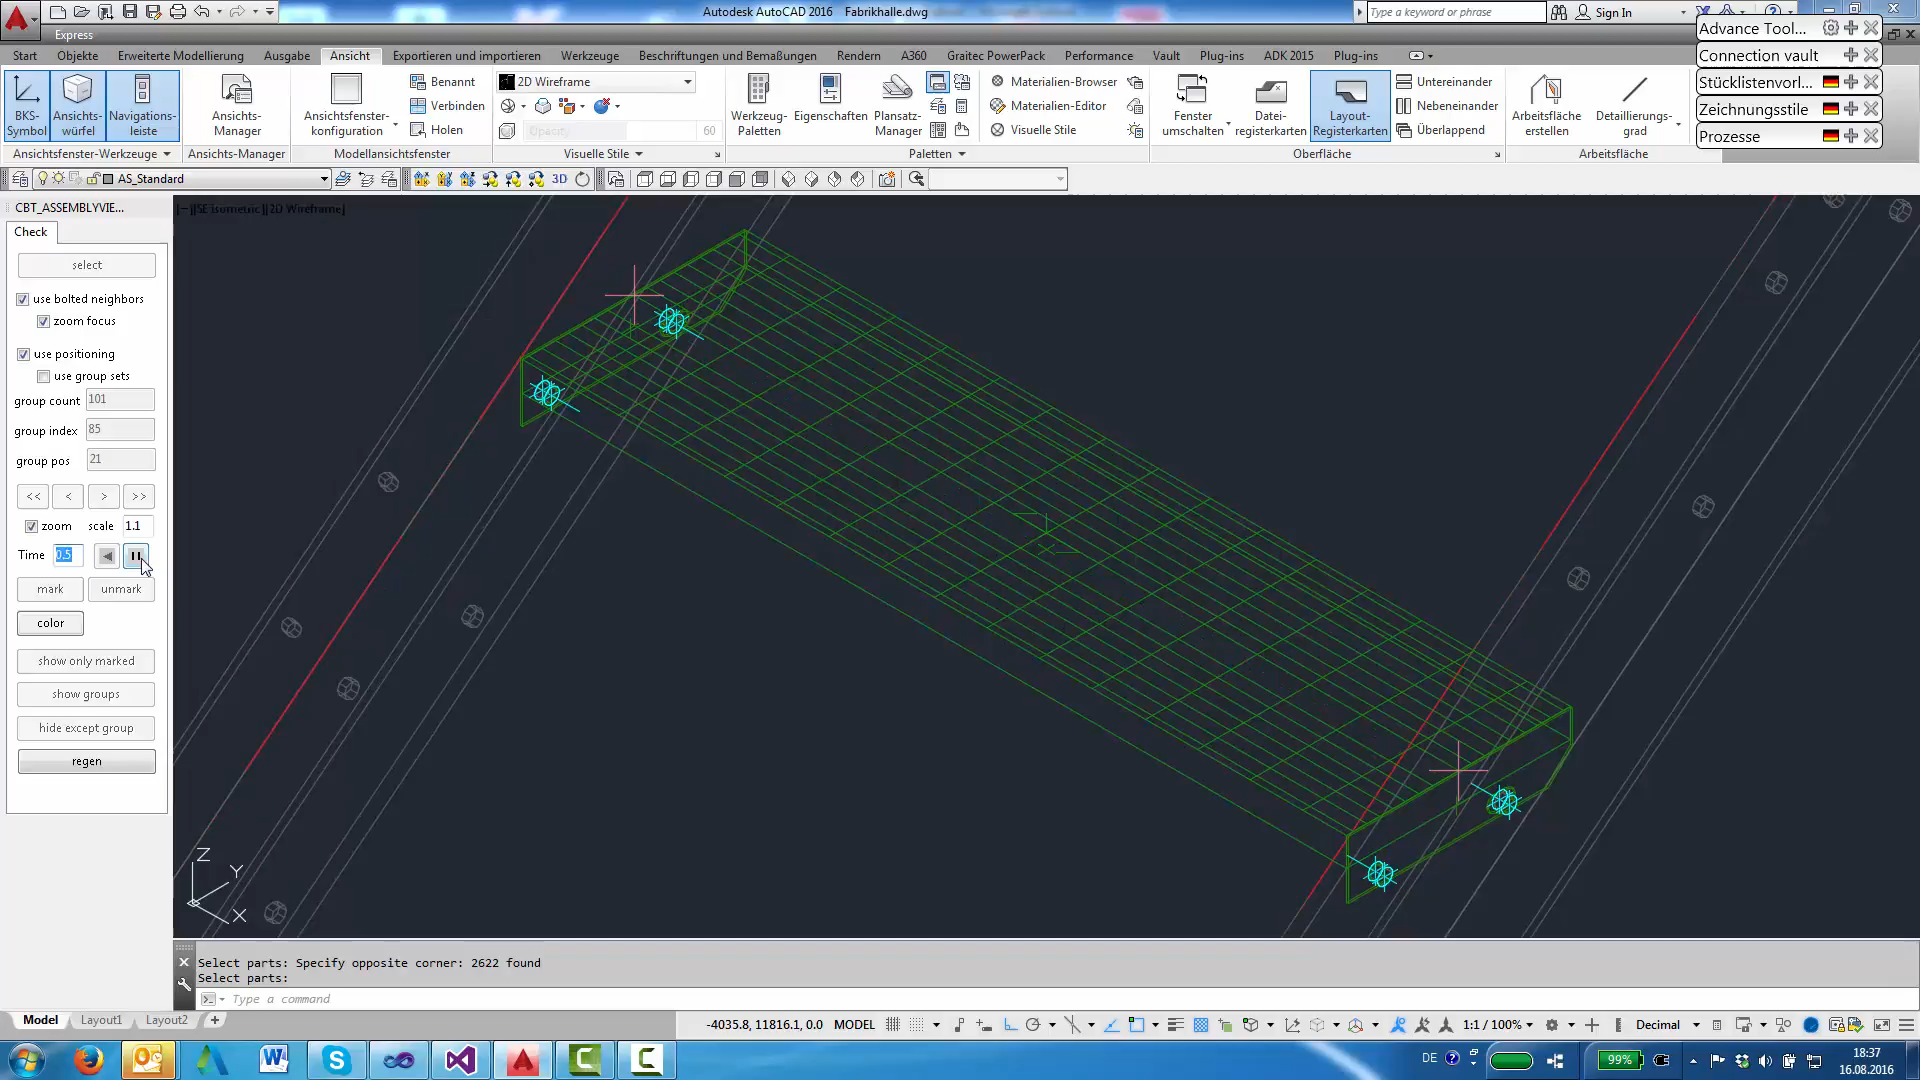 Autodesk AutoCAD 2016 Fabrikhalle.dwg
Type a keyword or phrase
Sign In
Express
Start Objekte Erweiterte Modellierung Ausgabe Ansicht Exportieren und importieren Werkzeuge Beschriftungen und Bemaßungen Rendern A360 Graitec PowerPack Performance Vault Plug-ins ADK 2015 Plug-ins
Advance Tool...
Connection vault
Stücklistenvorl...
Zeichnungsstile
Prozesse
BKS-
Symbol
Ansichts-
würfel
Navigations-
leiste
Ansichts-
Manager
Ansichtsfenster-
konfiguration
Benannt
Verbinden
Holen
2D Wireframe
Opacity 60
Werkzeug-
Paletten
Eigenschaften
Plansatz-
Manager
Materialien-Browser
Materialien-Editor
Visuelle Stile
Fenster
umschalten
Datei-
registerkarten
Layout-
Registerkarten
Untereinander
Nebeneinander
Überlappend
Arbeitsfläche
erstellen
Detaillierungs-
grad
Ansichtsfenster-Werkzeuge Ansichts-Manager Modellansichtsfenster Visuelle Stile Paletten Oberfläche Arbeitsfläche
AS_Standard
3D
CBT_ASSEMBLYVIE...
[−][SE Isometric][2D Wireframe]
Check
select
use bolted neighbors
zoom focus
use positioning
use group sets
group count 101
group index 85
group pos 21
<< < > >>
zoom scale 1.1
Time 0.5
mark unmark
color
show only marked
show groups
hide except group
regen
Z
Y
X
Select parts: Specify opposite corner: 2622 found
Select parts:
Type a command
Model Layout1 Layout2
-4035.8, 11816.1, 0.0 MODEL
1:1 / 100%
Decimal
DE
99%
18:37
16.08.2016